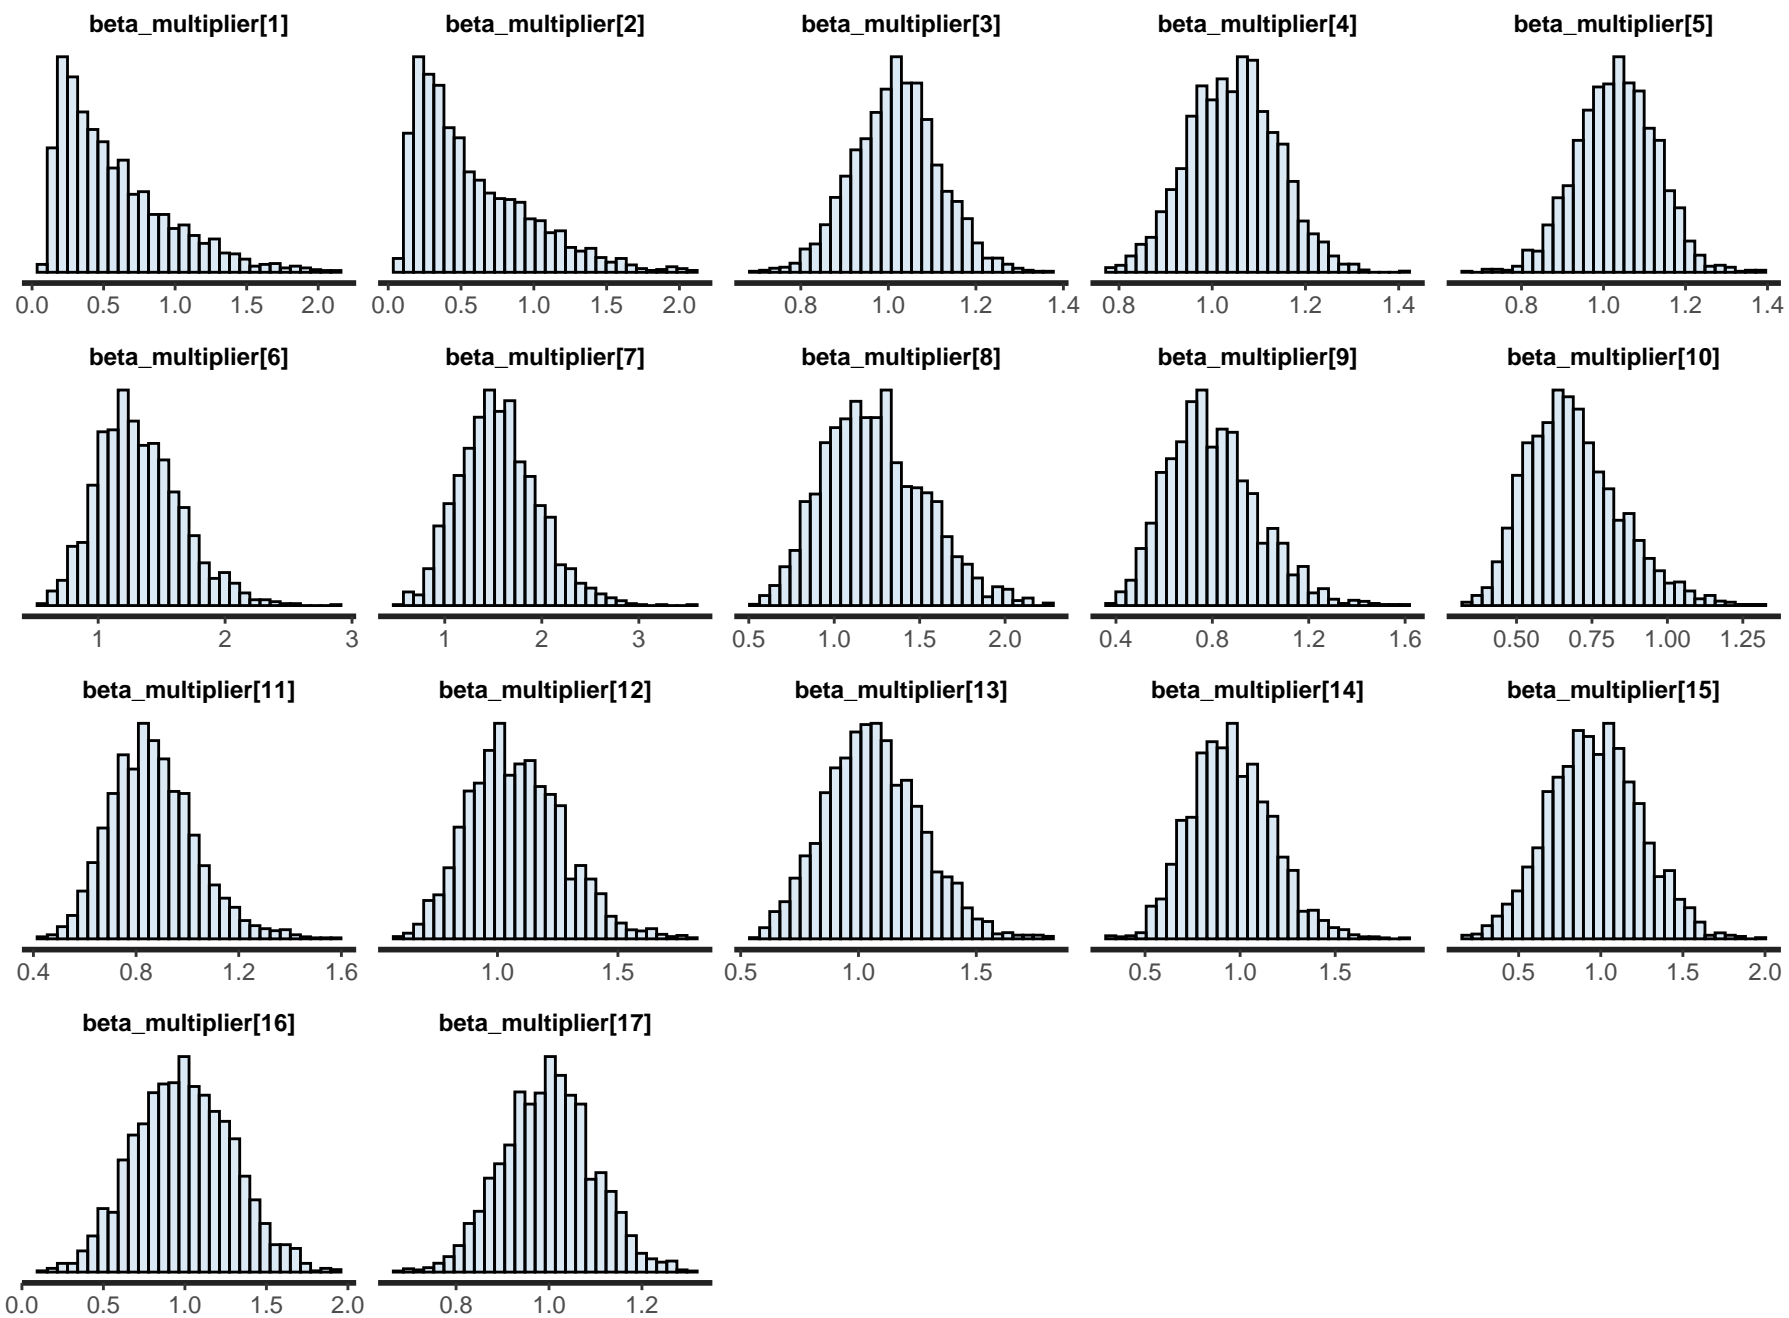 beta_multiplier[1] beta_multiplier[2] beta_multiplier[3] beta_multiplier[4] beta_multiplier[5]
0.0 0.5 1.0 1.5 2.0 0.0 0.5 1.0 1.5 2.0 0.8 1.0 1.2 1.4 0.8 1.0 1.2 1.4 0.8 1.0 1.2 1.4
beta_multiplier[6] beta_multiplier[7] beta_multiplier[8] beta_multiplier[9] beta_multiplier[10]
1 2 3 1 2 3 0.5 1.0 1.5 2.0 0.4 0.8 1.2 1.6 0.50 0.75 1.00 1.25
beta_multiplier[11] beta_multiplier[12] beta_multiplier[13] beta_multiplier[14] beta_multiplier[15]
0.4 0.8 1.2 1.6 1.0 1.5 0.5 1.0 1.5 0.5 1.0 1.5 0.5 1.0 1.5 2.0
beta_multiplier[16] beta_multiplier[17]
0.0 0.5 1.0 1.5 2.0 0.8 1.0 1.2